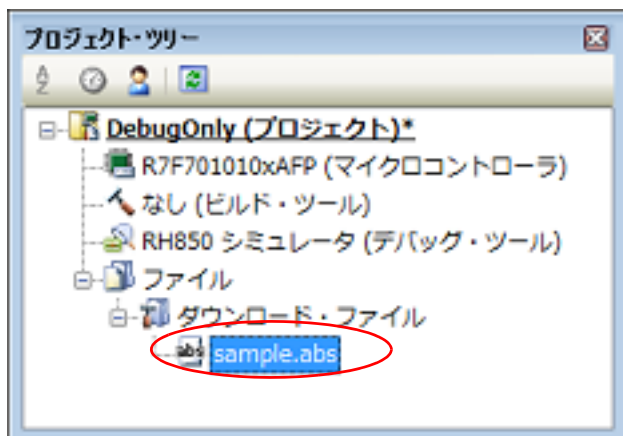 プロジェクト・ツリー
DebugOnly (プロジェクト)*
R7F701010xAFP (マイクロコントローラ)
なし (ビルド・ツール)
RH850 シミュレータ (デバッグ・ツール)
ファイル
ダウンロード・ファイル
sample.abs